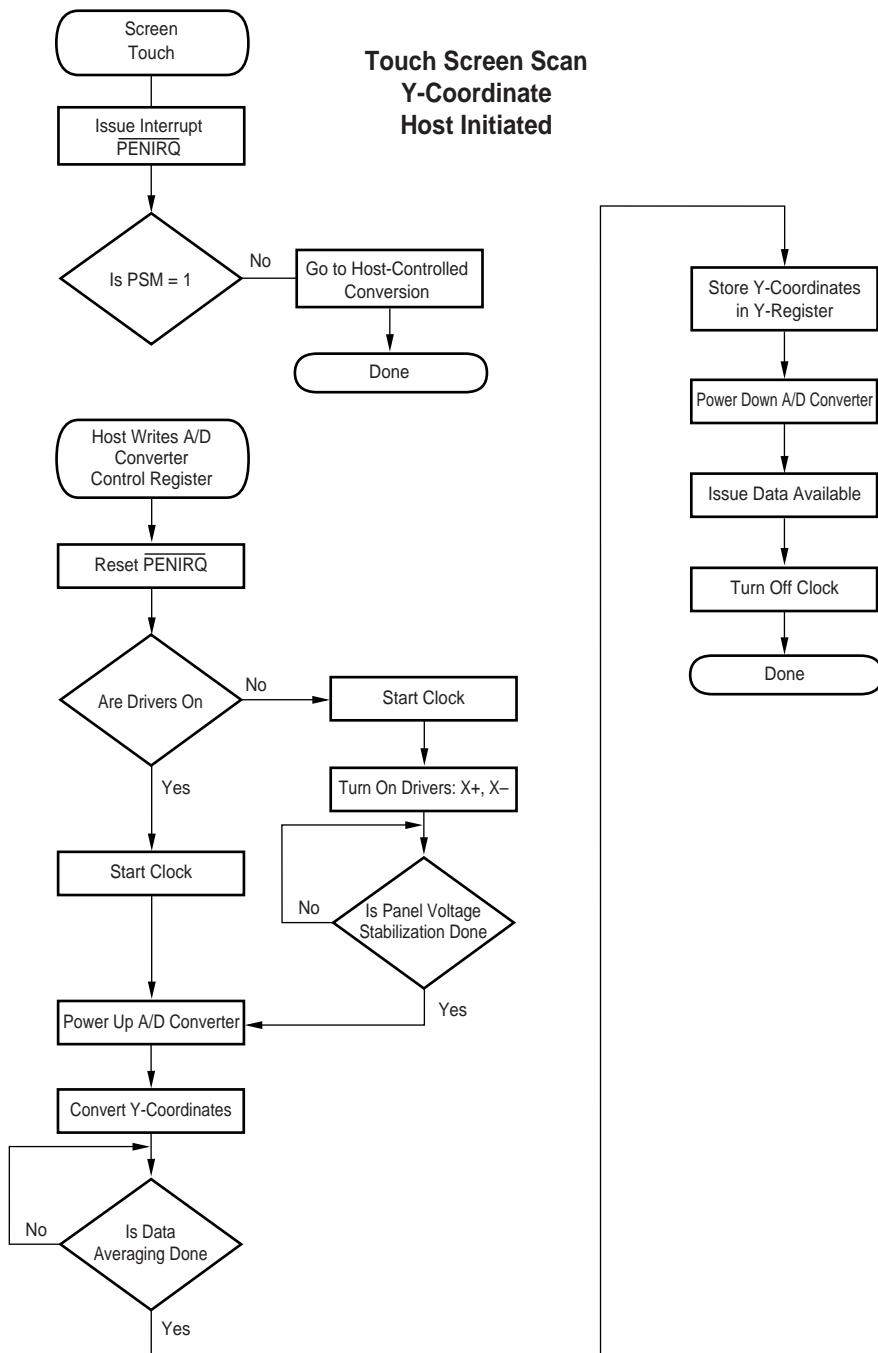 Screen
Touch
Touch Screen Scan
Y-Coordinate
Host Initiated
Issue Interrupt
PENIRQ
Is PSM = 1
No
Go to Host-Controlled
Conversion
Done
Host Writes A/D
Converter
Control Register
Reset PENIRQ
Are Drivers On
No
Start Clock
Turn On Drivers: X+, X–
Yes
Start Clock
No
Is Panel Voltage
Stabilization Done
Yes
Power Up A/D Converter
Convert Y-Coordinates
No
Is Data
Averaging Done
Yes
Store Y-Coordinates
in Y-Register
Power Down A/D Converter
Issue Data Available
Turn Off Clock
Done